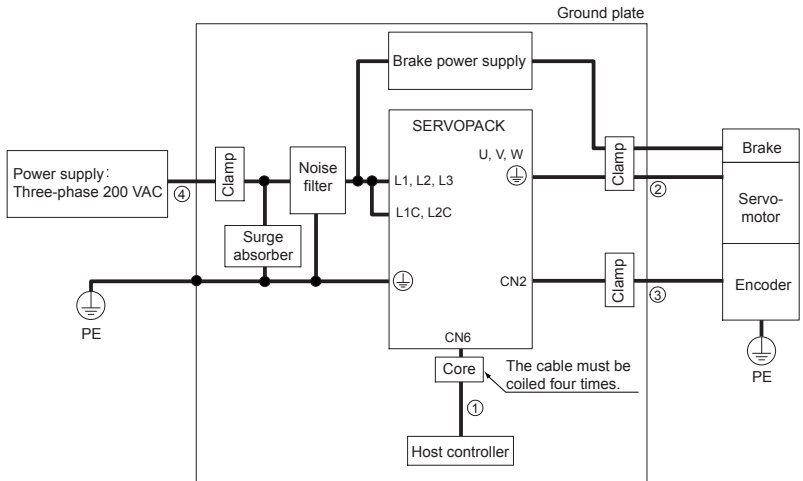 Ground plate
Brake power supply
SERVOPACK
U, V, W
Clamp
Brake
Noise
filter
Clamp
Power supply:
Three-phase 200 VAC
④
L1, L2, L3
L1C, L2C
②
Servo-
motor
Surge
absorber
CN2
Clamp
③
Encoder
PE
CN6
Core
The cable must be
coiled four times.
PE
①
Host controller